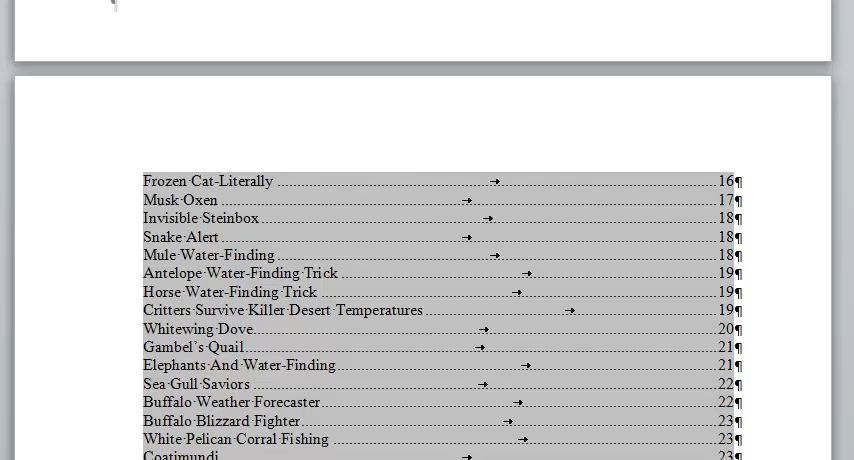 Frozen Cat-Literally ........ 16
Musk Oxen ........ 17
Invisible Steinbox ........ 18
Snake Alert ........ 18
Mule Water-Finding ........ 18
Antelope Water-Finding Trick ........ 19
Horse Water-Finding Trick ........ 19
Critters Survive Killer Desert Temperatures ........ 19
Whitewing Dove ........ 20
Gambel’s Quail ........ 21
Elephants And Water-Finding ........ 21
Sea Gull Saviors ........ 22
Buffalo Weather Forecaster ........ 22
Buffalo Blizzard Fighter ........ 23
White Pelican Corral Fishing ........ 23
Coatimundi ........ 23